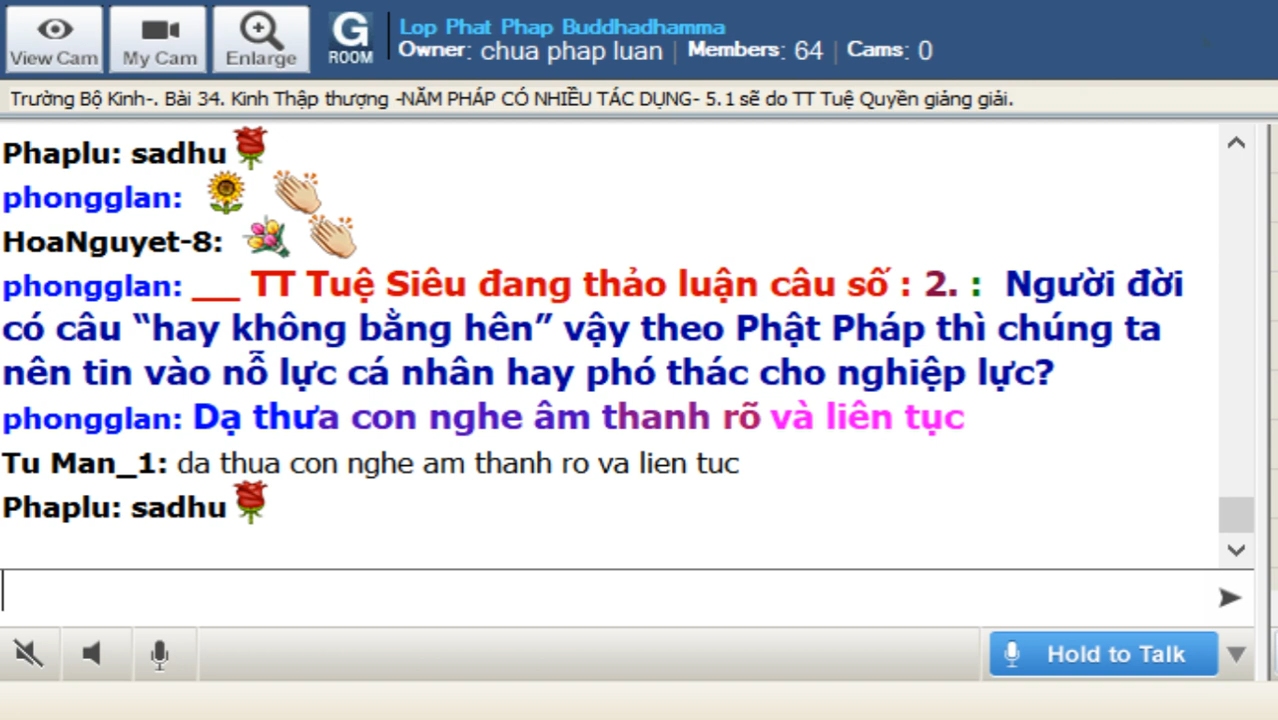 View Cam
My Cam
Enlarge
G
ROOM
Lop Phat Phap Buddhadhamma
Owner: chua phap luan | Members: 64 | Cams: 0
Trường Bộ Kinh-. Bài 34. Kinh Thập thượng -NĂM PHÁP CÓ NHIỀU TÁC DỤNG- 5.1 sẽ do TT Tuệ Quyền giảng giải.
Phaplu: sadhu
phongglan:
HoaNguyet-8:
phongglan: __ TT Tuệ Siêu đang thảo luận câu số : 2. : Người đời
có câu “hay không bằng hên” vậy theo Phật Pháp thì chúng ta
nên tin vào nỗ lực cá nhân hay phó thác cho nghiệp lực?
phongglan: Dạ thưa con nghe âm thanh rõ và liên tục
Tu Man_1: da thua con nghe am thanh ro va lien tuc
Phaplu: sadhu
Hold to Talk